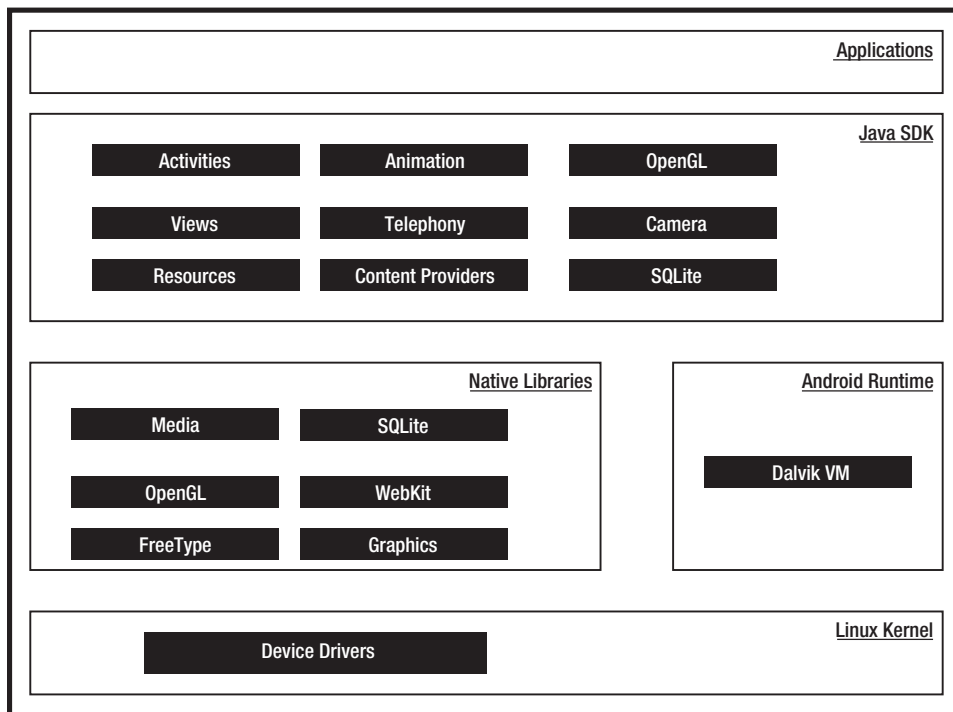 Applications
Java SDK
Activities Animation OpenGL
Views Telephony Camera
Resources Content Providers SQLite
Native Libraries
Media SQLite
OpenGL WebKit
FreeType Graphics
Android Runtime
Dalvik VM
Linux Kernel
Device Drivers